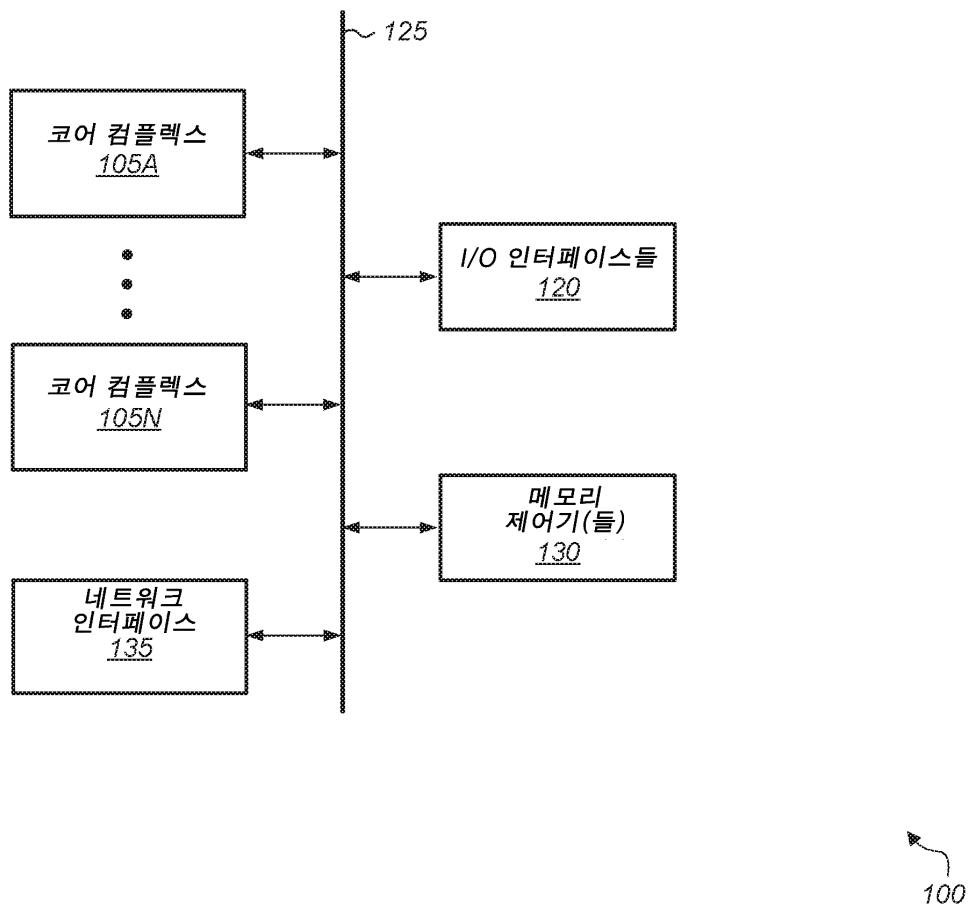 125
코어 컴플렉스
105A
I/O 인터페이스들
120
코어 컴플렉스
105N
메모리
제어기(들)
130
네트워크
인터페이스
135
100